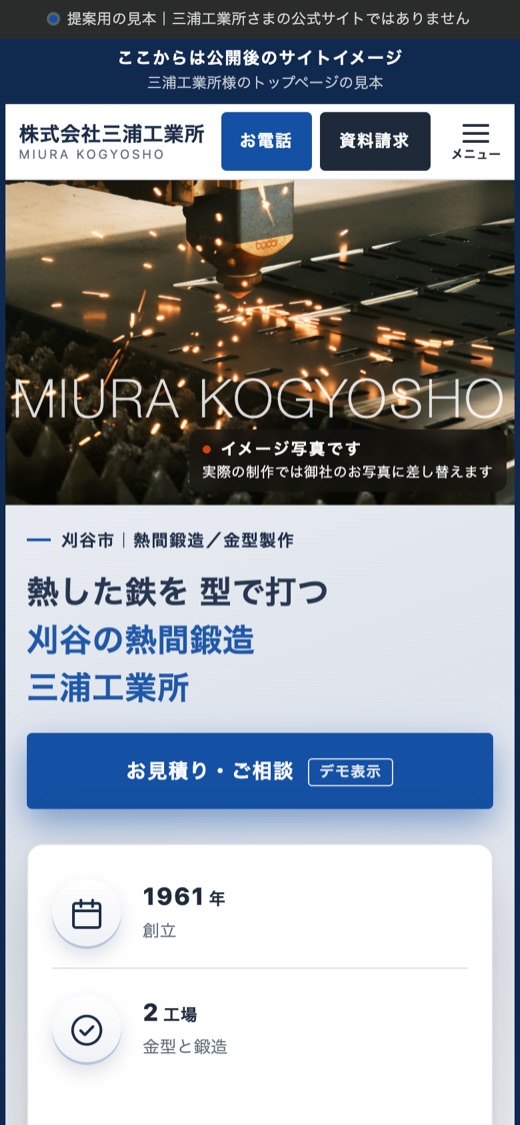 提案用の見本｜三浦工業所さまの公式サイトではありません
ここからは公開後のサイトイメージ
三浦工業所様のトップページの見本
株式会社三浦工業所
MIURA KOGYOSHO
お電話
資料請求
メニュー
bodor
MIURA KOGYOSHO
イメージ写真です
実際の制作では御社のお写真に差し替えます
刈谷市｜熱間鍛造／金型製作
熱した鉄を 型で打つ
刈谷の熱間鍛造
三浦工業所
お見積り・ご相談 デモ表示
1961年
創立
2工場
金型と鍛造